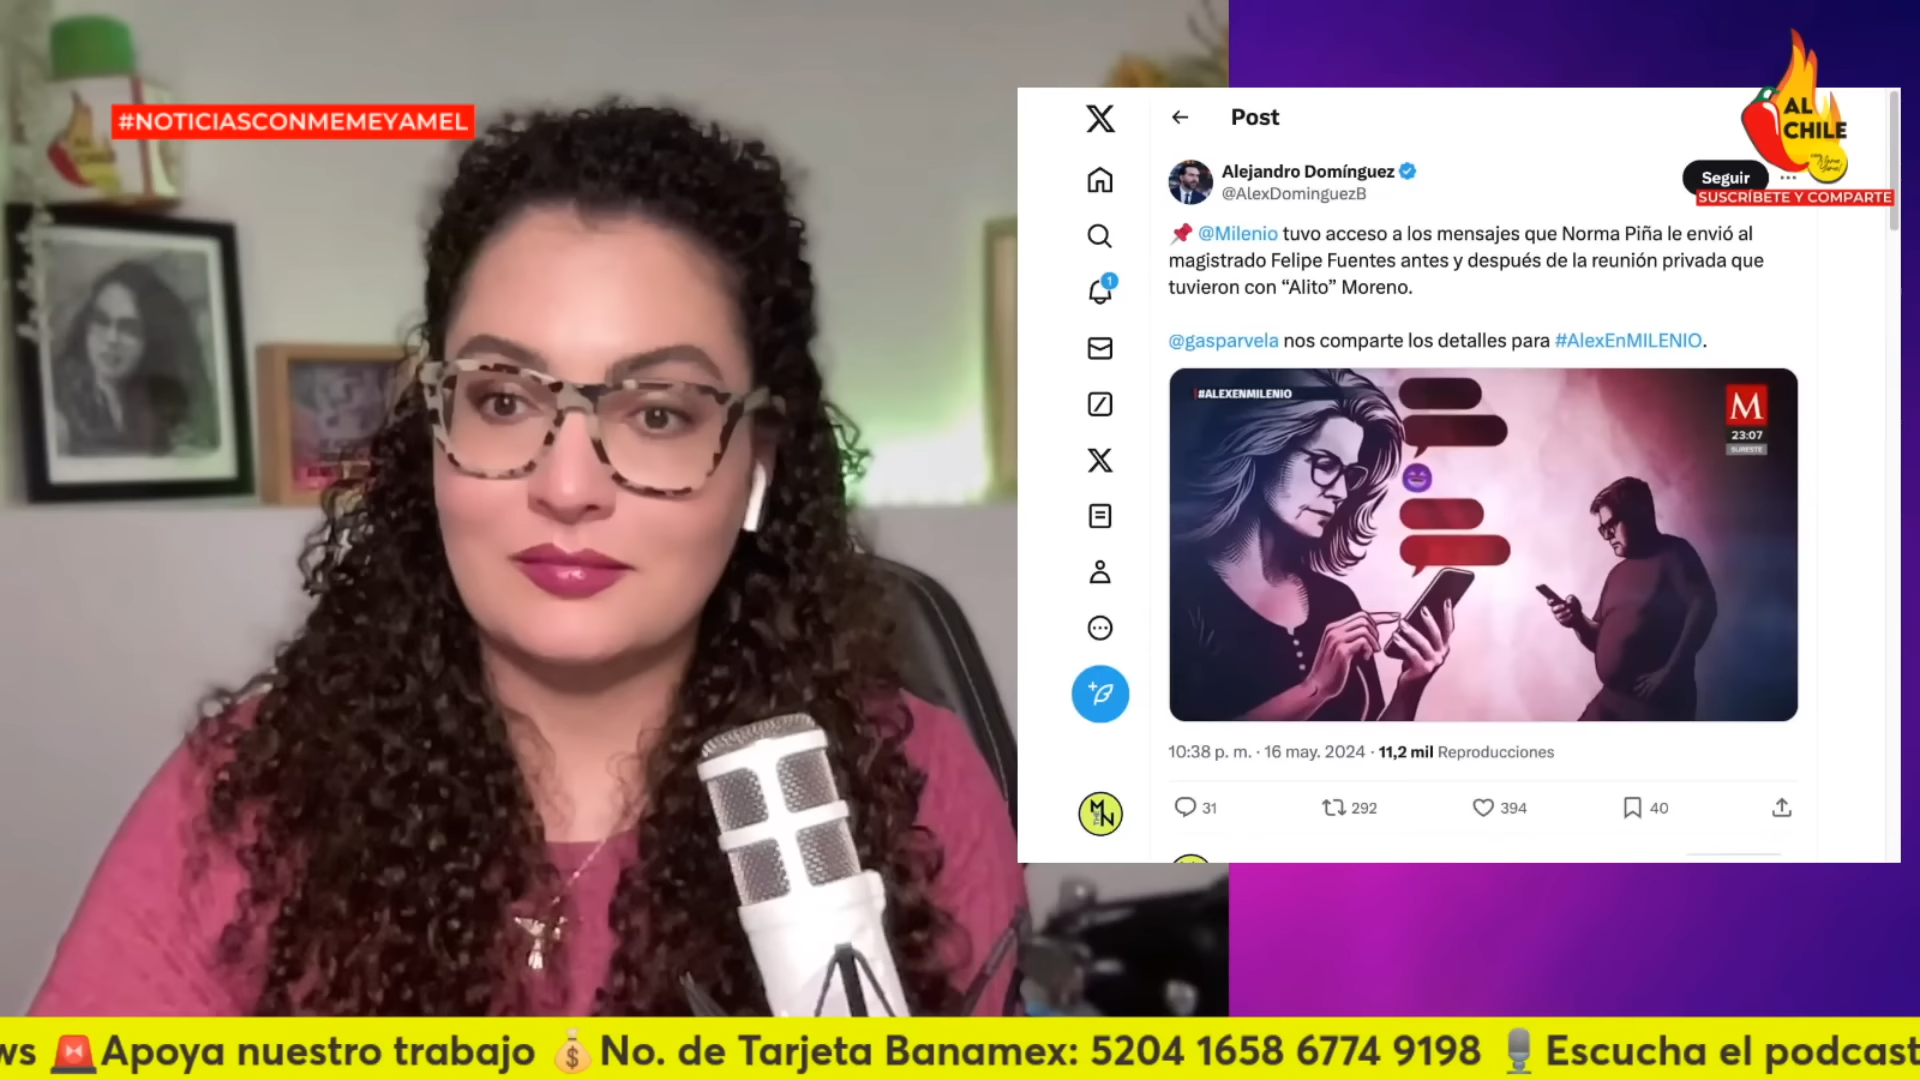 #NOTICIASCONMEMEYAMEL
AL
CHILE
SUSCRÍBETE Y COMPARTE
Post
Alejandro Domínguez
@AlexDominguezB
Seguir
📌 @Milenio tuvo acceso a los mensajes que Norma Piña le envió al
magistrado Felipe Fuentes antes y después de la reunión privada que
tuvieron con “Alito” Moreno.
@gasparvela nos comparte los detalles para #AlexEnMILENIO.
#ALEXENMILENIO
M
23:07
SURESTE
1
10:38 p. m. · 16 may. 2024 · 11,2 mil Reproducciones
31
292
394
40
ws 🚨Apoya nuestro trabajo 💰No. de Tarjeta Banamex: 5204 1658 6774 9198 🎙️Escucha el podcast